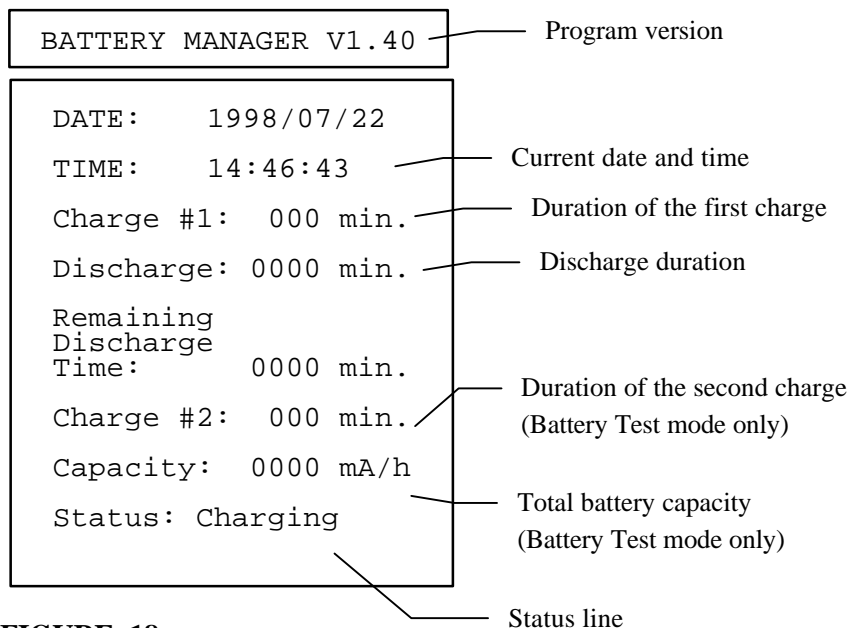 BATTERY MANAGER V1.40
Program version
DATE: 1998/07/22
TIME: 14:46:43
Current date and time
Charge #1: 000 min.
Duration of the first charge
Discharge: 0000 min.
Discharge duration
Remaining
Discharge
Time: 0000 min.
Charge #2: 000 min.
Duration of the second charge
(Battery Test mode only)
Capacity: 0000 mA/h
Total battery capacity
(Battery Test mode only)
Status: Charging
Status line